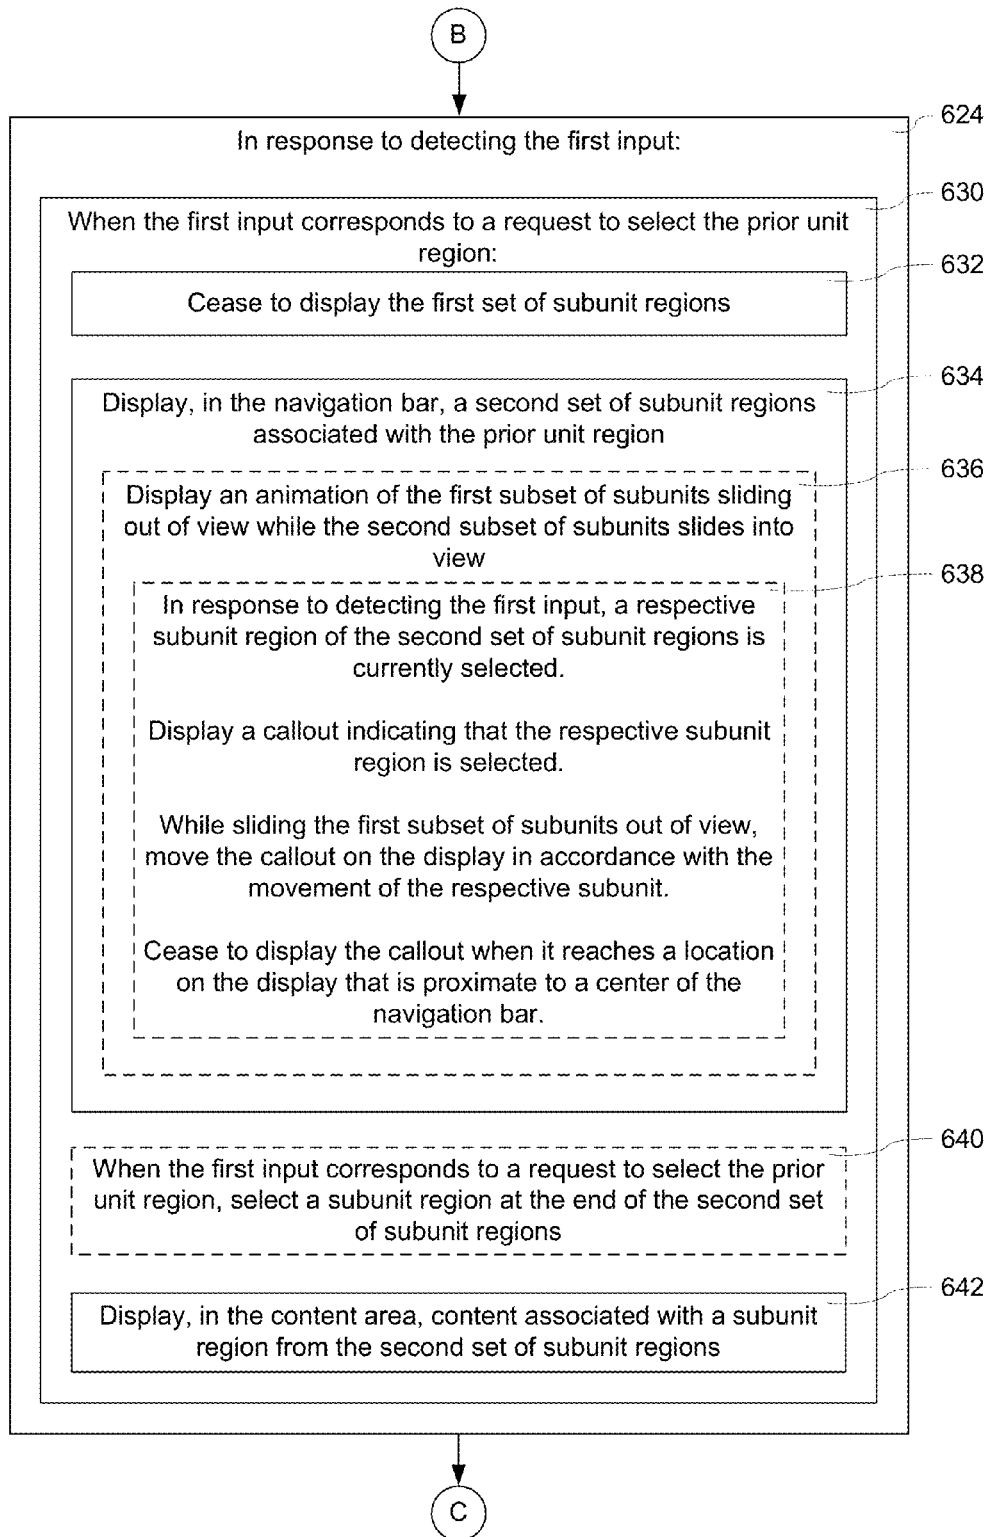 B
624
In response to detecting the first input:
630
When the first input corresponds to a request to select the prior unit
region:
632
Cease to display the first set of subunit regions
634
Display, in the navigation bar, a second set of subunit regions
associated with the prior unit region
636
Display an animation of the first subset of subunits sliding
out of view while the second subset of subunits slides into
view
638
In response to detecting the first input, a respective
subunit region of the second set of subunit regions is
currently selected.
Display a callout indicating that the respective subunit
region is selected.
While sliding the first subset of subunits out of view,
move the callout on the display in accordance with the
movement of the respective subunit.
Cease to display the callout when it reaches a location
on the display that is proximate to a center of the
navigation bar.
640
When the first input corresponds to a request to select the prior
unit region, select a subunit region at the end of the second set
of subunit regions
642
Display, in the content area, content associated with a subunit
region from the second set of subunit regions
C